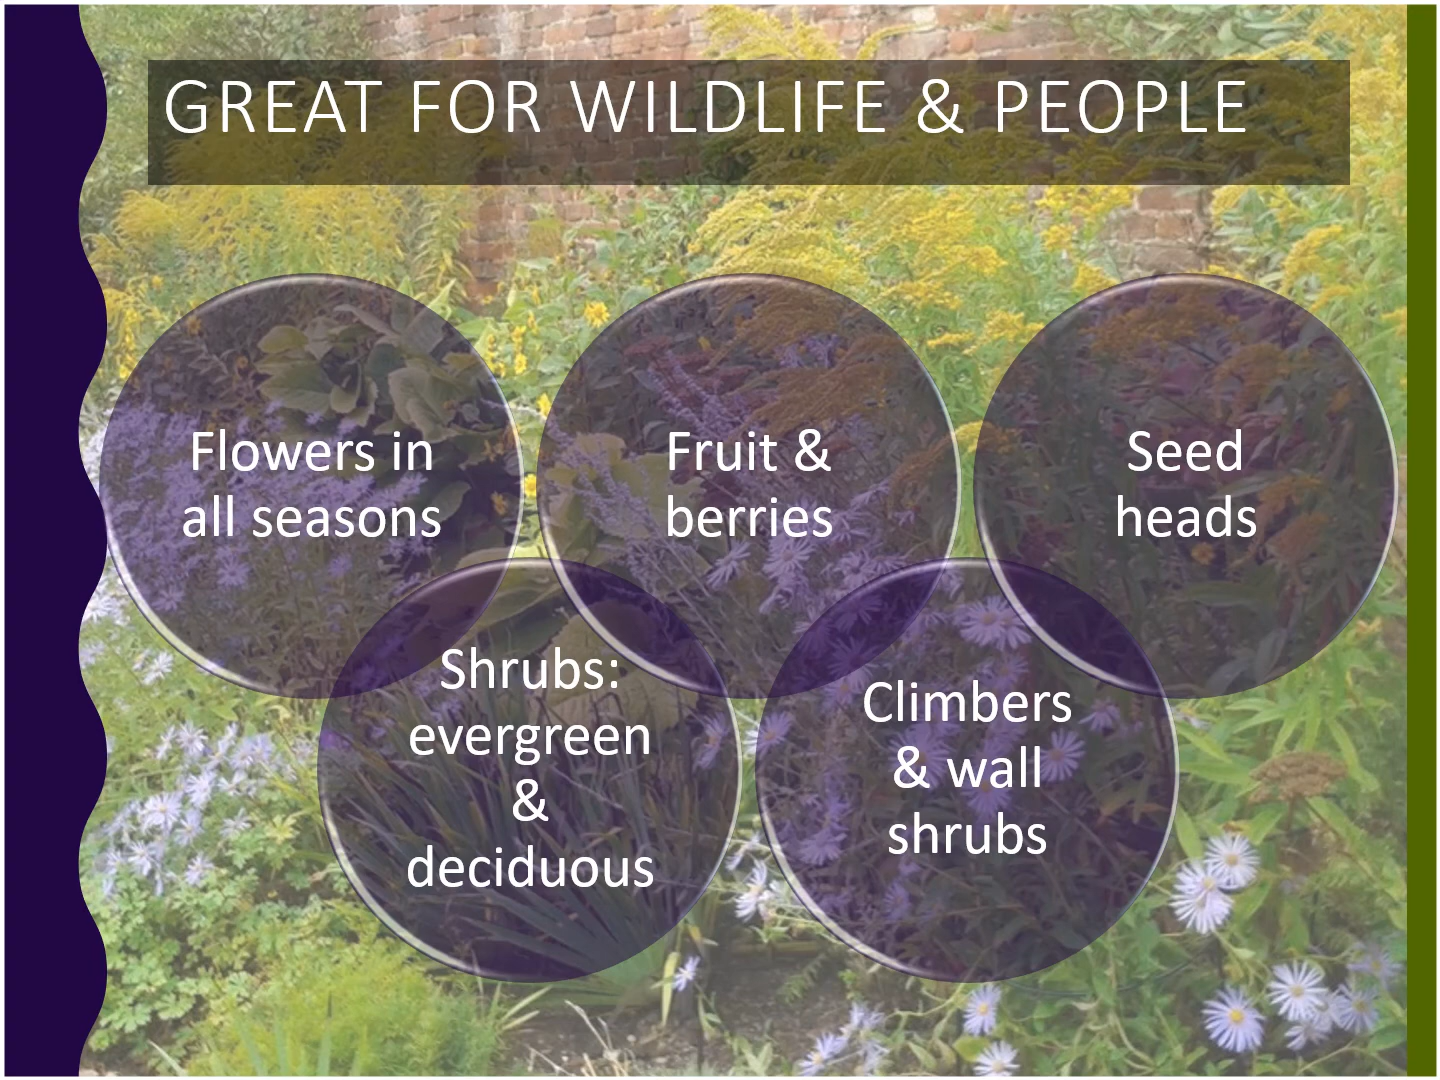 GREAT FOR WILDLIFE & PEOPLE
Flowers in
all seasons
Fruit &
berries
Seed
heads
Shrubs:
evergreen
&
deciduous
Climbers
& wall
shrubs